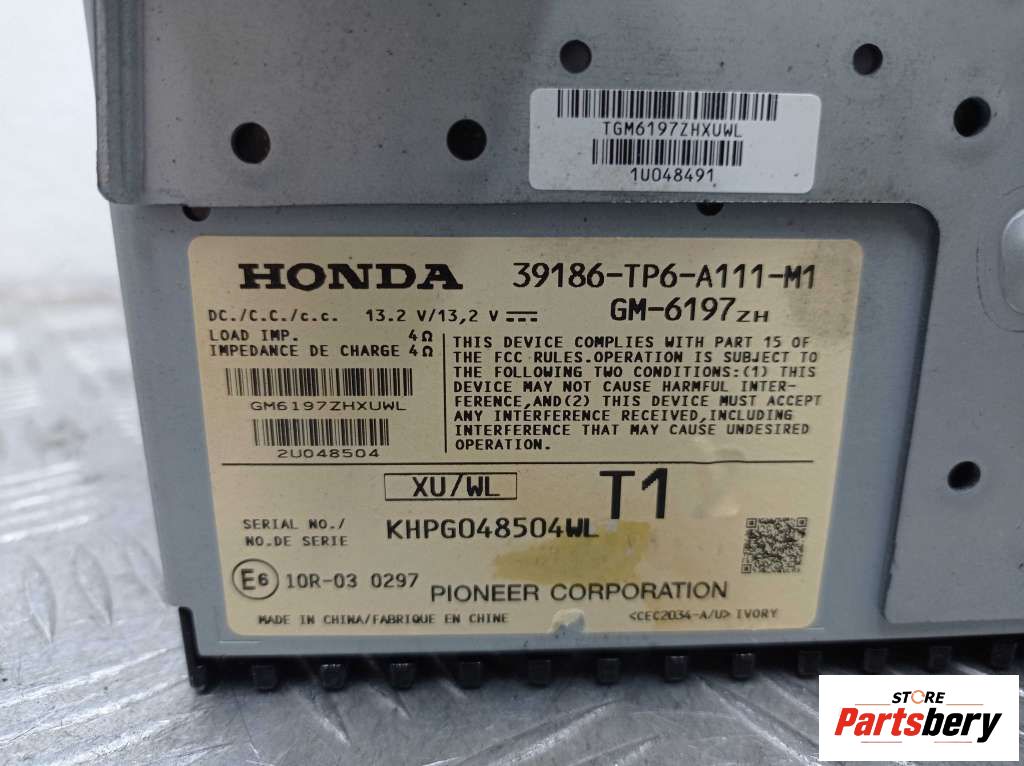 TGM6197ZHXUWL
1U048491
HONDA 39186-TP6-A111-M1
DC./C.C./c.c. 13.2 V/13,2 V GM-6197ZH
LOAD IMP. 4Ω
IMPEDANCE DE CHARGE 4Ω
GM6197ZHXUWL
2U048504
THIS DEVICE COMPLIES WITH PART 15 OF
THE FCC RULES.OPERATION IS SUBJECT TO
THE FOLLOWING TWO CONDITIONS:(1) THIS
DEVICE MAY NOT CAUSE HARMFUL INTER-
FERENCE,AND(2) THIS DEVICE MUST ACCEPT
ANY INTERFERENCE RECEIVED,INCLUDING
INTERFERENCE THAT MAY CAUSE UNDESIRED
OPERATION.
XU/WL T1
SERIAL NO./
NO.DE SERIE
KHPG048504WL
E6 10R-03 0297
PIONEER CORPORATION
MADE IN CHINA/FABRIQUE EN CHINE <CEC2034-A/U> IVORY
STORE
Partsbery